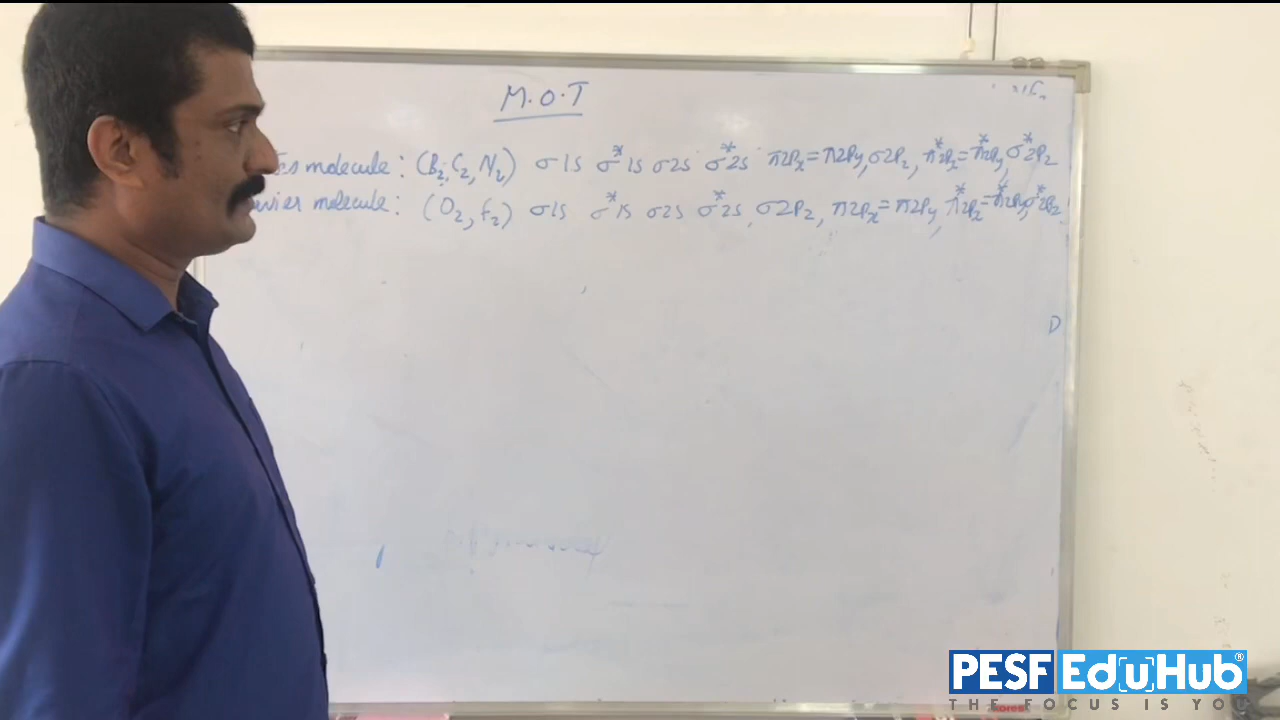 M.O.T
molecule: (B₂, C₂, N₂) σ1s σ*1s σ2s σ*2s π2Px=π2Py, σ2Pz, π*2Px=π*2Py, σ*2Pz
molecule: (O₂, F₂) σ1s σ*1s σ2s σ*2s, σ2Pz, π2Px=π2Py, π*2Px=π*2Py, σ*2Pz
D
PESF EduHub®
THE FOCUS IS YOU